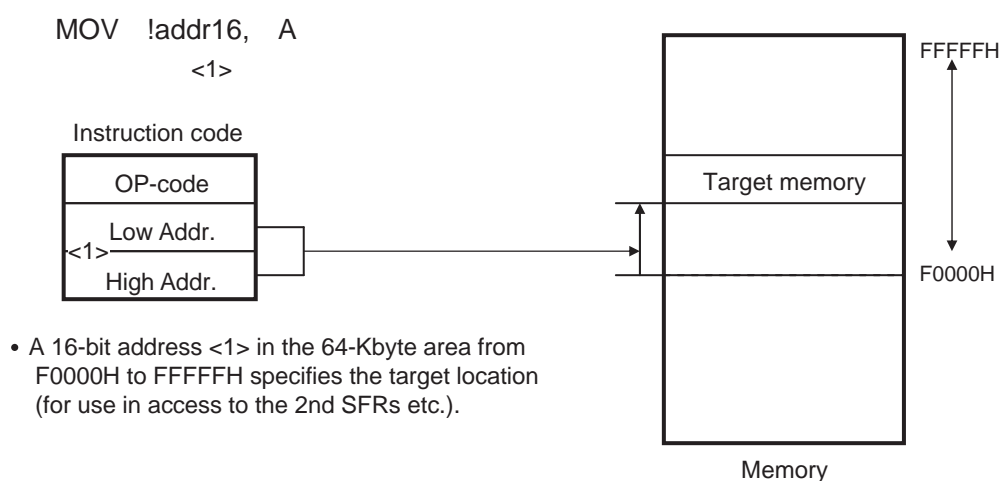 MOV !addr16, A
<1>
Instruction code
OP-code
Low Addr.
<1>
High Addr.
FFFFFH
Target memory
F0000H
Memory
• A 16-bit address <1> in the 64-Kbyte area from
F0000H to FFFFFH specifies the target location
(for use in access to the 2nd SFRs etc.).